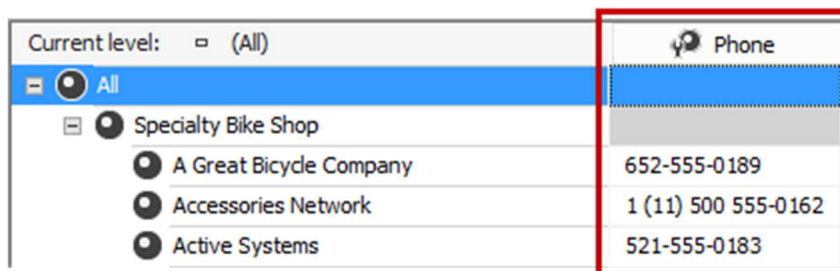 Current level: (All) Phone
All
Specialty Bike Shop
A Great Bicycle Company 652-555-0189
Accessories Network 1 (11) 500 555-0162
Active Systems 521-555-0183